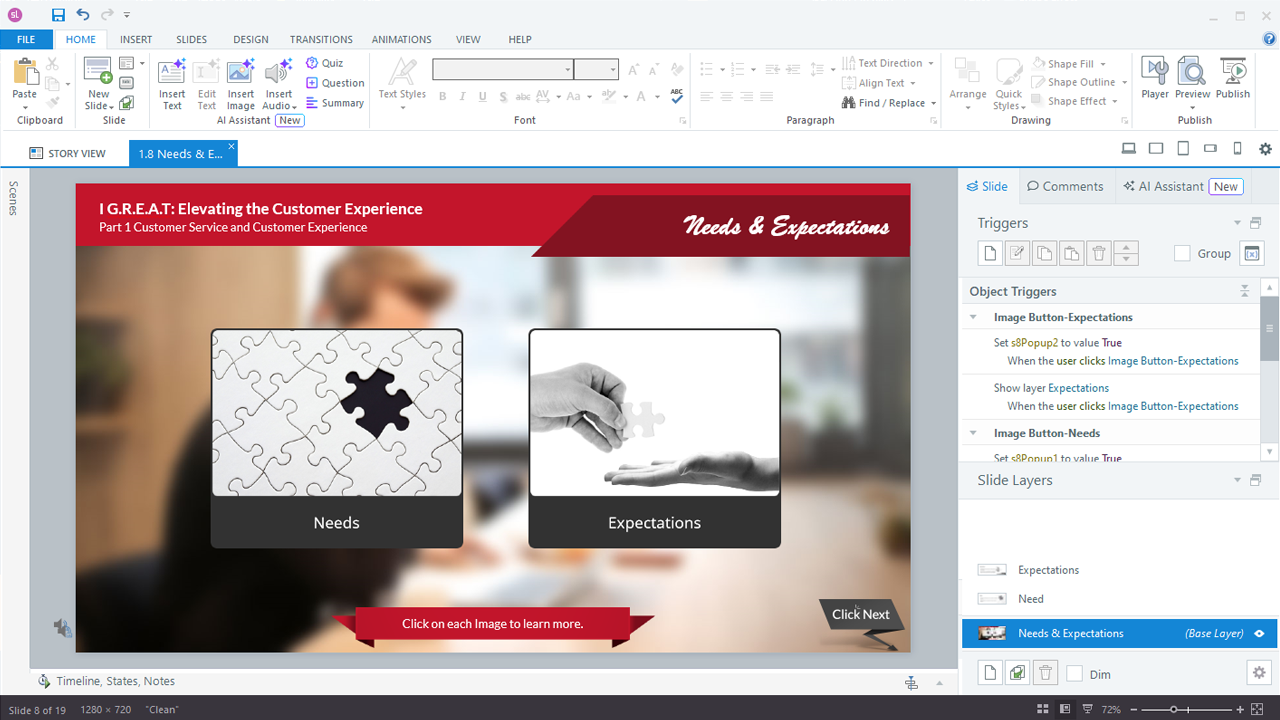 sl
FILE HOME INSERT SLIDES DESIGN TRANSITIONS ANIMATIONS VIEW HELP
Paste
Clipboard
New Slide
Slide
Insert Text
Edit Text
Insert Image
Insert Audio
Quiz
Question
Summary
AI Assistant New
Text Styles
B I U S abc AV Aa A
ABC
Font
Text Direction
Align Text
Find / Replace
Paragraph
Arrange
Quick Styles
Shape Fill
Shape Outline
Shape Effect
Drawing
Player
Preview
Publish
Publish
STORY VIEW
1.8 Needs & E...
Scenes
I G.R.E.A.T: Elevating the Customer Experience
Part 1 Customer Service and Customer Experience
Needs & Expectations
Needs
Expectations
Click on each Image to learn more.
Click Next
Slide Comments AI Assistant New
Triggers
Group
Object Triggers
Image Button-Expectations
Set s8Popup2 to value True
When the user clicks Image Button-Expectations
Show layer Expectations
When the user clicks Image Button-Expectations
Image Button-Needs
Set s8Popup1 to value True
Slide Layers
Expectations
Need
Needs & Expectations (Base Layer)
Dim
Timeline, States, Notes
Slide 8 of 19 1280 × 720 "Clean" 72%